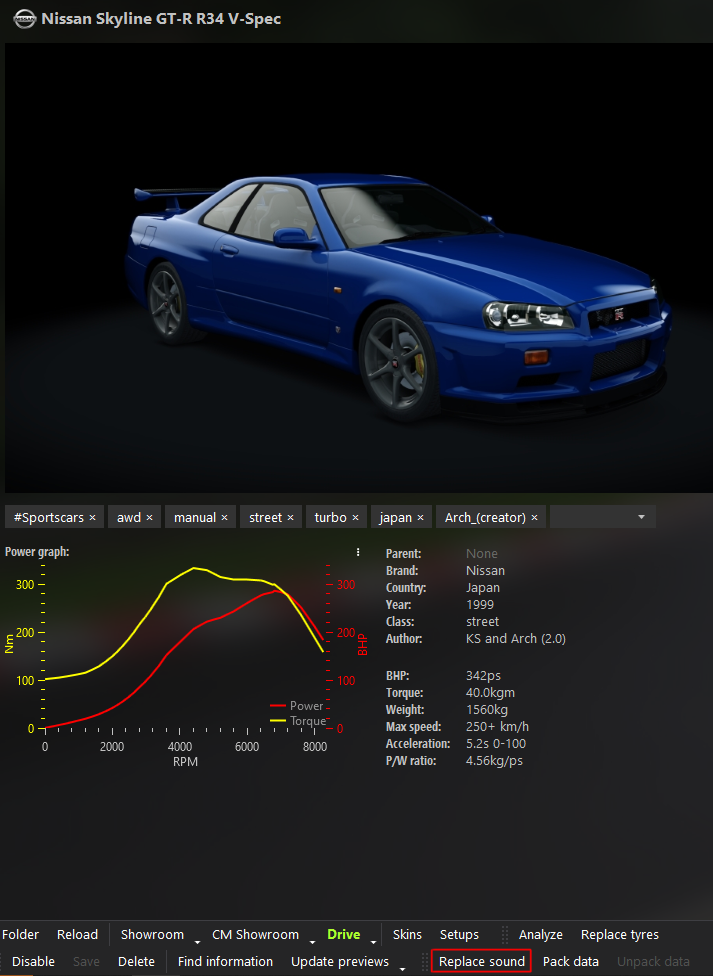 Nissan Skyline GT-R R34 V-Spec
#Sportscars × awd × manual × street × turbo × japan × Arch_(creator) ×
Power graph:
Nm
300
200
100
0
300
200
100
0
BHP
Power
Torque
0 2000 4000 6000 8000
RPM
Parent: None
Brand: Nissan
Country: Japan
Year: 1999
Class: street
Author: KS and Arch (2.0)
BHP: 342ps
Torque: 40.0kgm
Weight: 1560kg
Max speed: 250+ km/h
Acceleration: 5.2s 0-100
P/W ratio: 4.56kg/ps
Folder Reload Showroom CM Showroom Drive Skins Setups Analyze Replace tyres
Disable Save Delete Find information Update previews Replace sound Pack data Unpack data